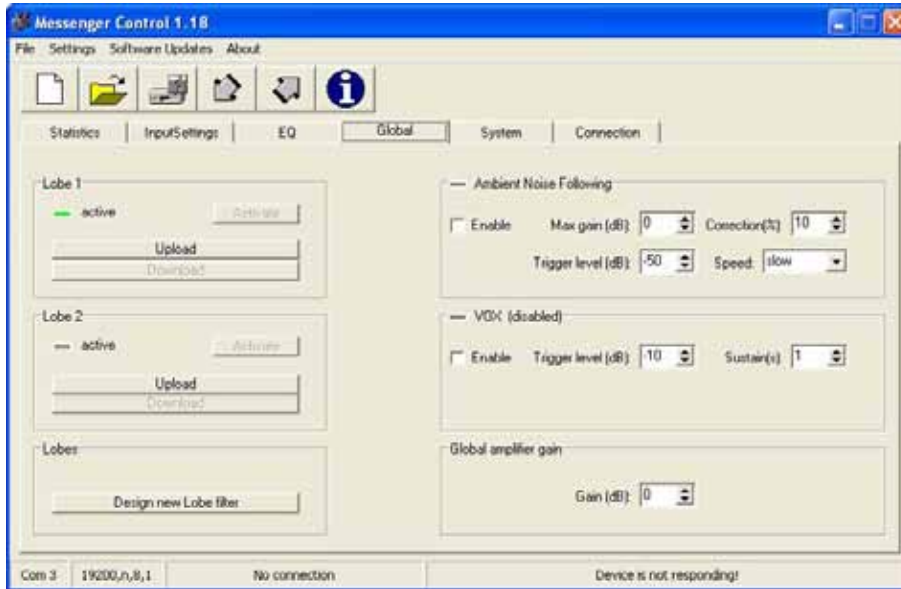 Messenger Control 1.18
File Settings Software Updates About
Statistics InputSettings EQ Global System Connection
Lobe 1
active Activate
Upload
Download
Lobe 2
active Activate
Upload
Download
Lobes
Design new Lobe filter
Ambient Noise Following
Enable Max gain (dB): 0 Correction(%): 10
Trigger level (dB): -50 Speed: slow
VOX (disabled)
Enable Trigger level (dB): -10 Sustain(s): 1
Global amplifier gain
Gain (dB): 0
Com 3 19200,n,8,1 No connection Device is not responding!